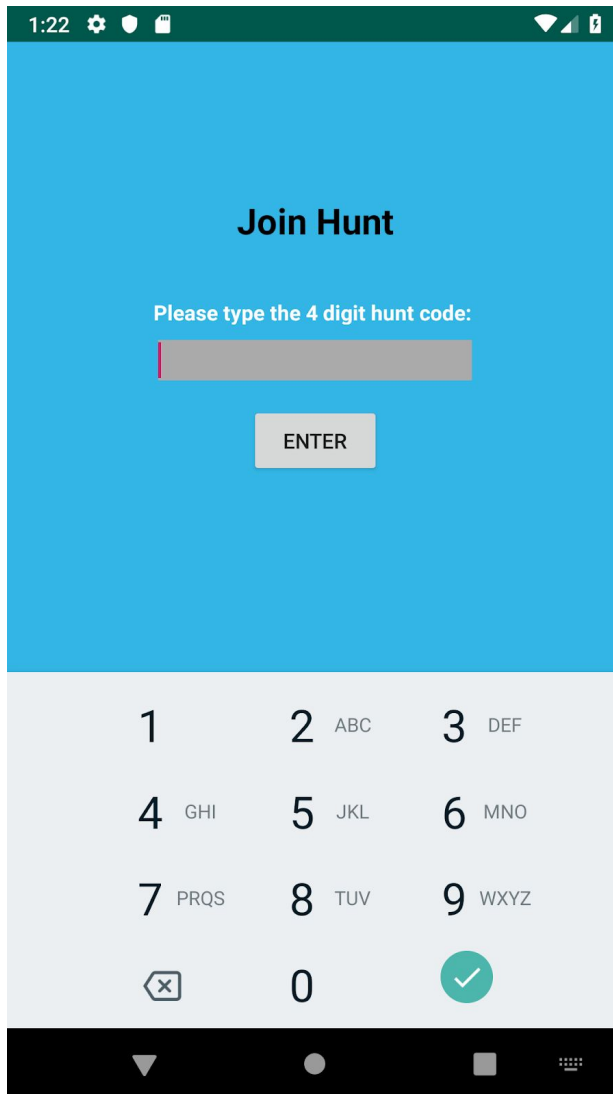 1:22
Join Hunt
Please type the 4 digit hunt code:
ENTER
1 2 ABC 3 DEF
4 GHI 5 JKL 6 MNO
7 PRQS 8 TUV 9 WXYZ
0